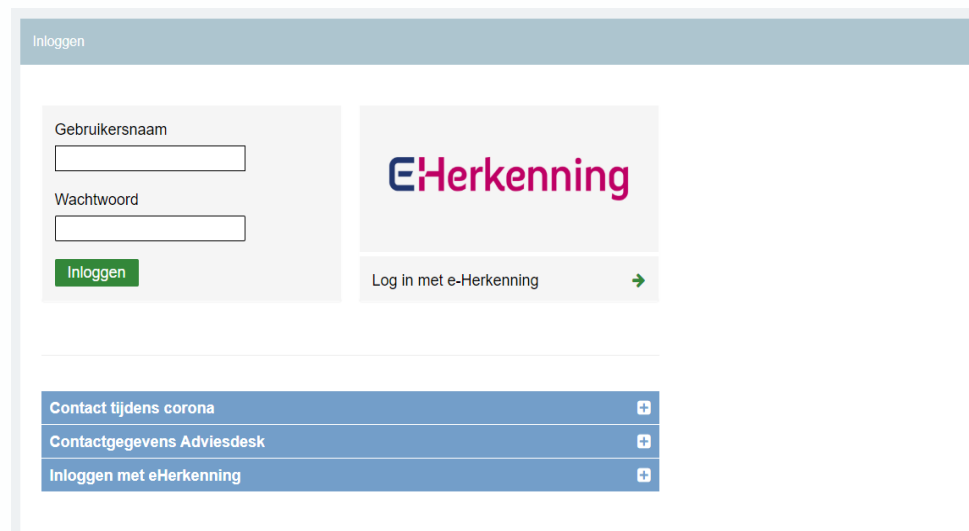 Inloggen
Gebruikersnaam
Wachtwoord
Inloggen
eHerkenning
Log in met e-Herkenning
Contact tijdens corona
Contactgegevens Adviesdesk
Inloggen met eHerkenning